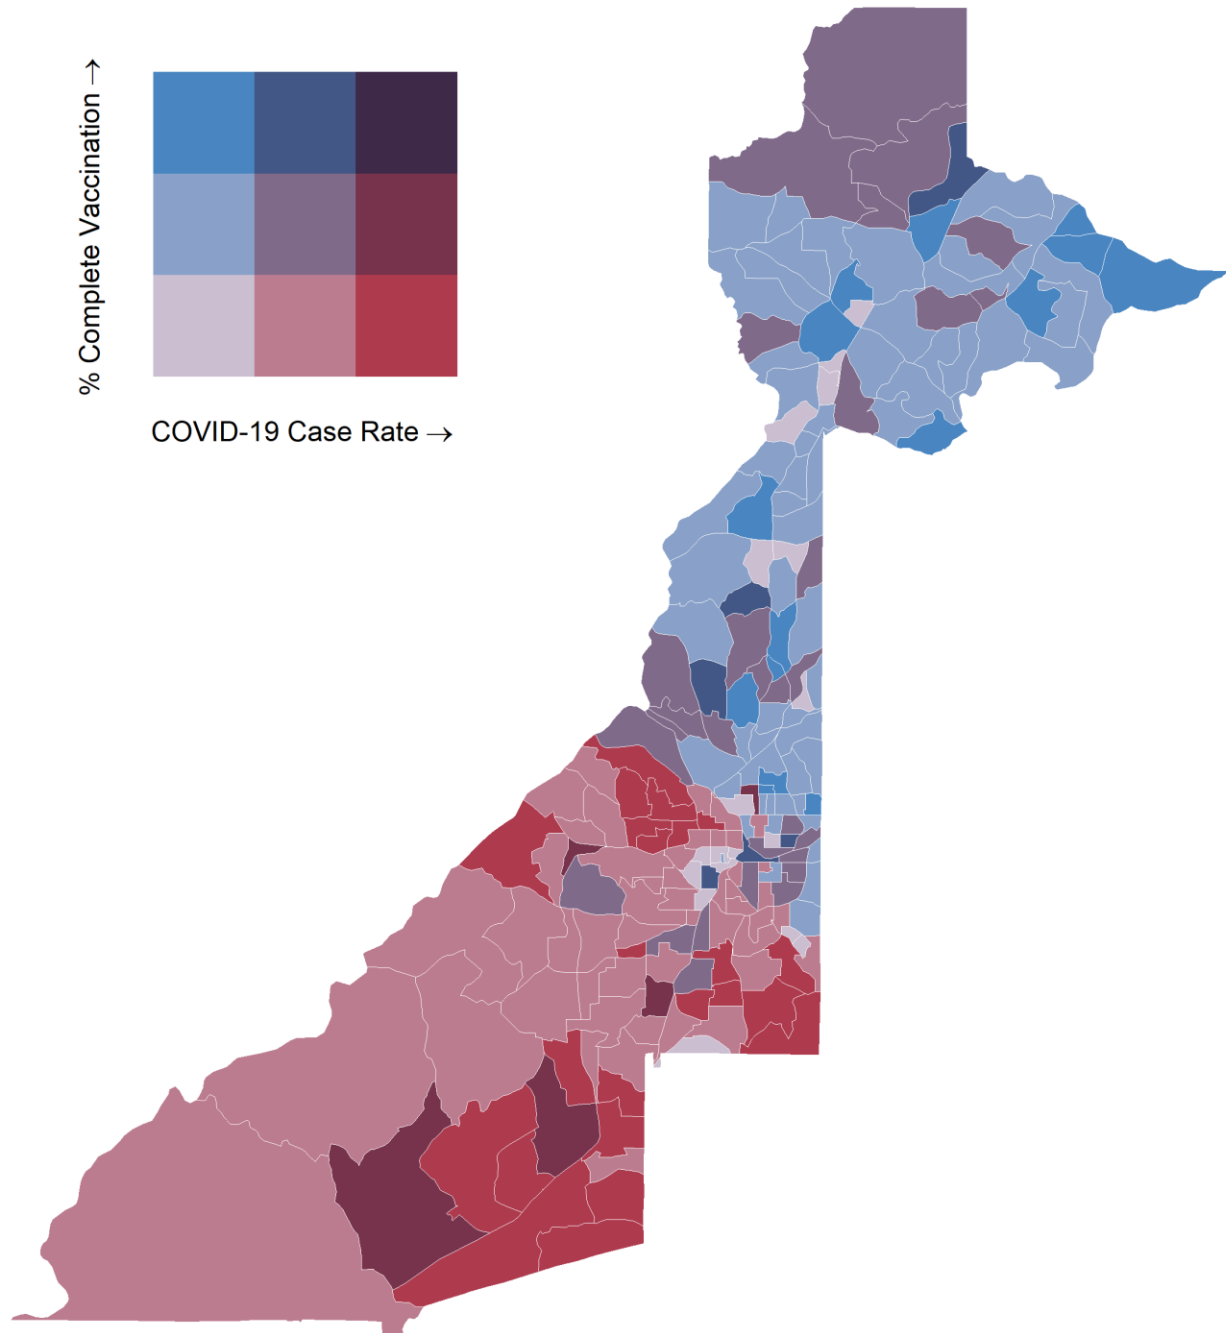 % Complete Vaccination →
COVID-19 Case Rate →